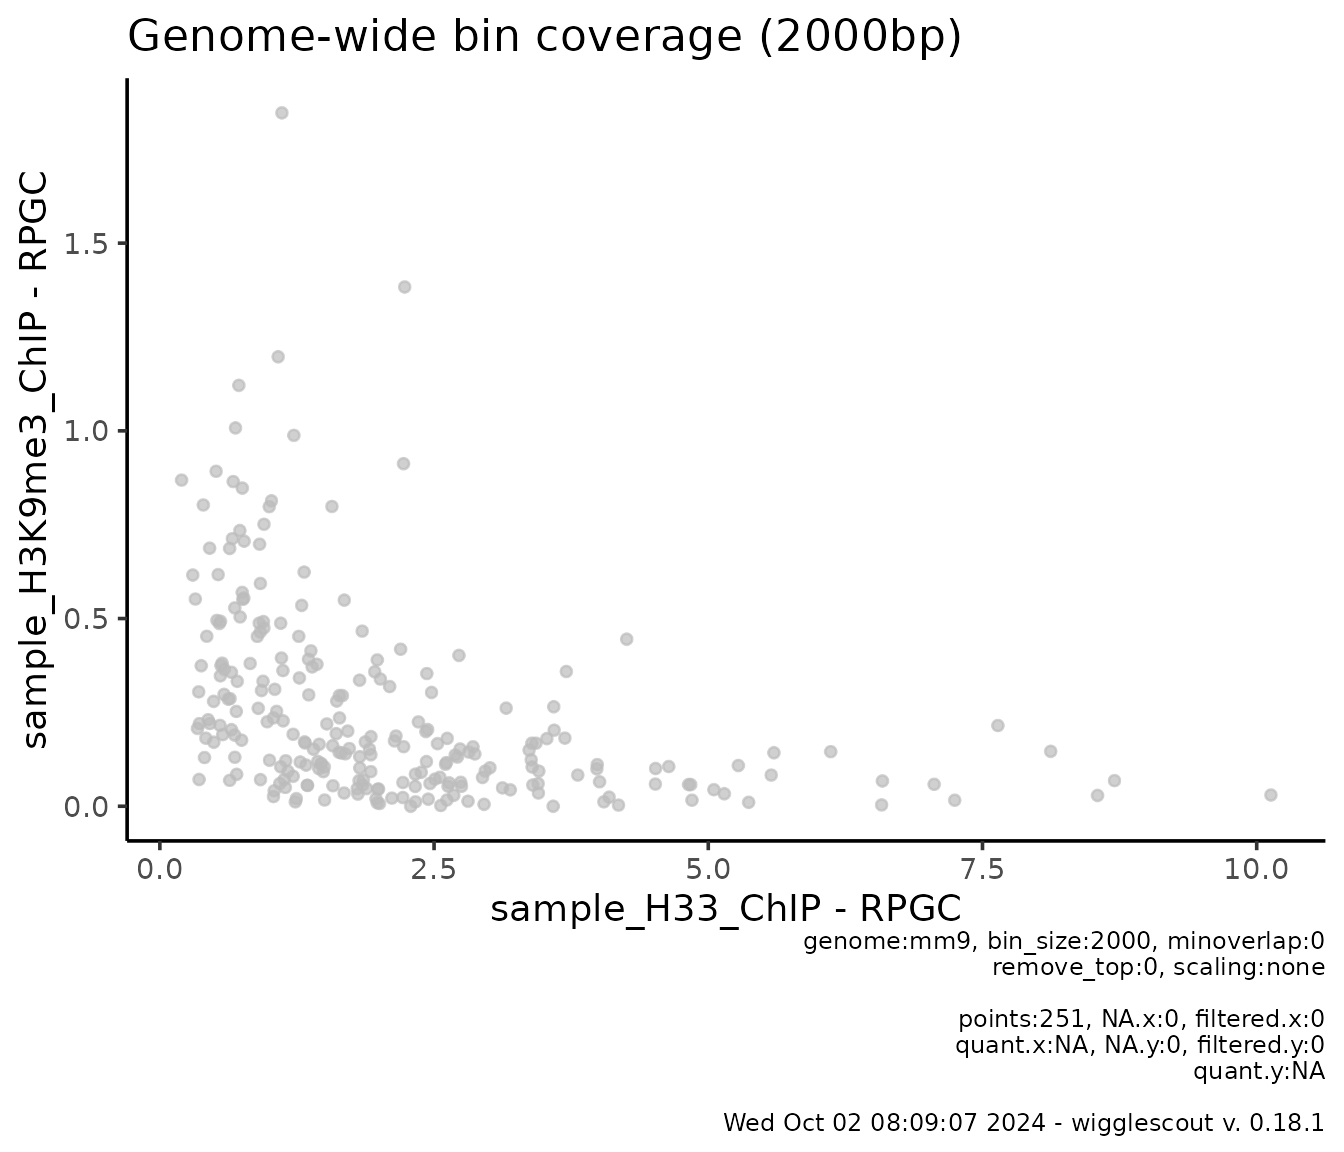 Genome-wide bin coverage (2000bp)
sample_H3K9me3_ChIP - RPGC
1.5
1.0
0.5
0.0
0.0 2.5 5.0 7.5 10.0
sample_H33_ChIP - RPGC
genome:mm9, bin_size:2000, minoverlap:0
remove_top:0, scaling:none
points:251, NA.x:0, filtered.x:0
quant.x:NA, NA.y:0, filtered.y:0
quant.y:NA
Wed Oct 02 08:09:07 2024 - wigglescout v. 0.18.1